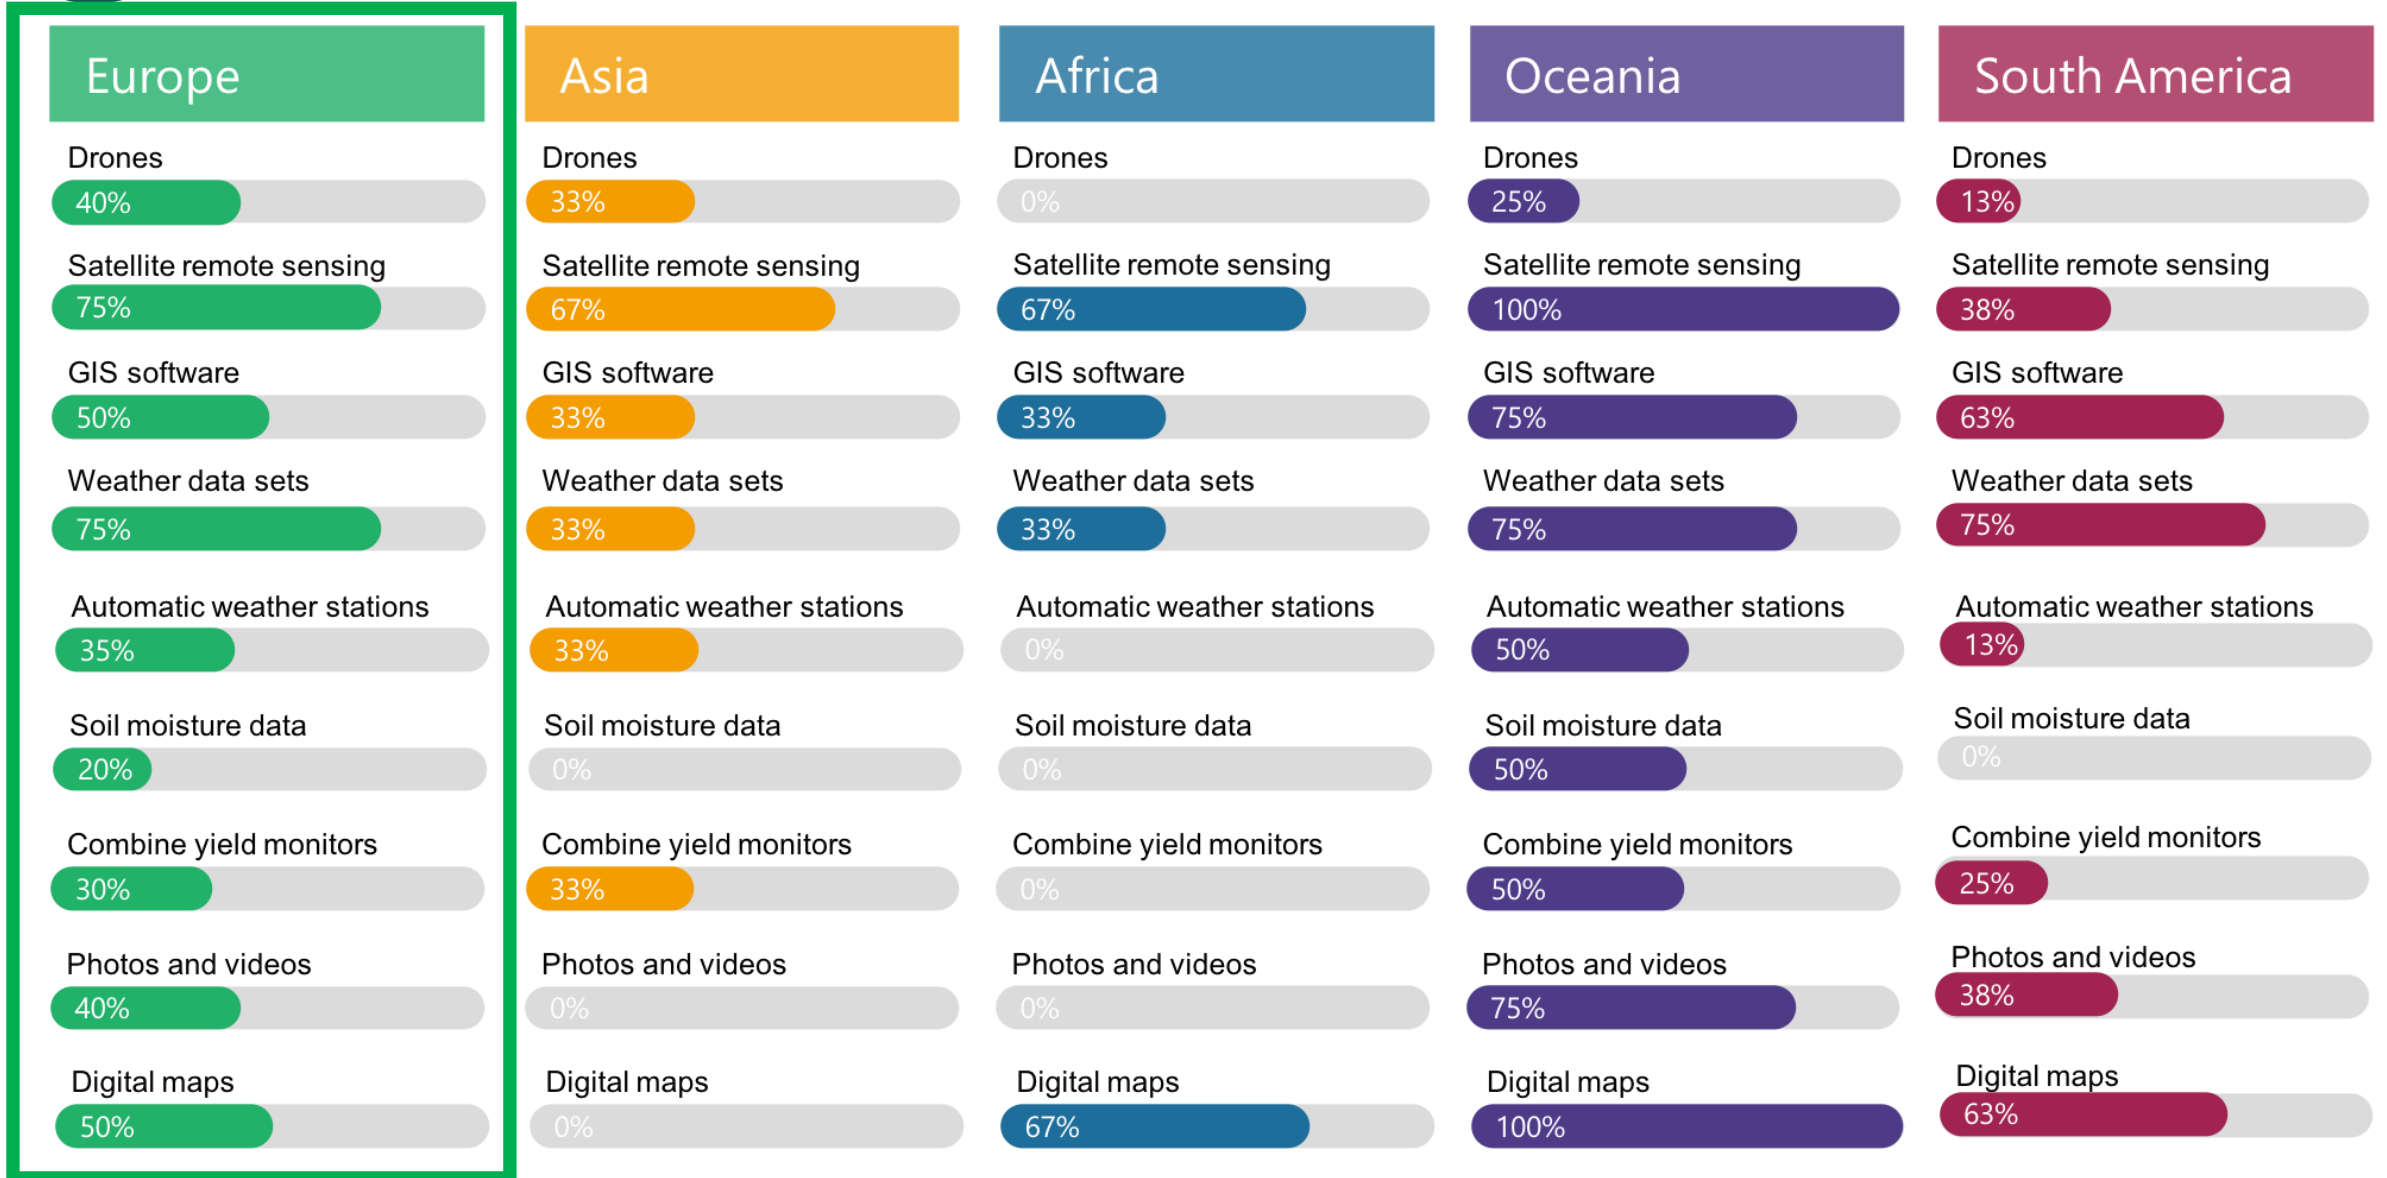 Europe
Drones
40%
Satellite remote sensing
75%
GIS software
50%
Weather data sets
75%
Automatic weather stations
35%
Soil moisture data
20%
Combine yield monitors
30%
Photos and videos
40%
Digital maps
50%
Asia
Drones
33%
Satellite remote sensing
67%
GIS software
33%
Weather data sets
33%
Automatic weather stations
33%
Soil moisture data
0%
Combine yield monitors
33%
Photos and videos
0%
Digital maps
0%
Africa
Drones
0%
Satellite remote sensing
67%
GIS software
33%
Weather data sets
33%
Automatic weather stations
0%
Soil moisture data
0%
Combine yield monitors
0%
Photos and videos
0%
Digital maps
67%
Oceania
Drones
25%
Satellite remote sensing
100%
GIS software
75%
Weather data sets
75%
Automatic weather stations
50%
Soil moisture data
50%
Combine yield monitors
50%
Photos and videos
75%
Digital maps
100%
South America
Drones
13%
Satellite remote sensing
38%
GIS software
63%
Weather data sets
75%
Automatic weather stations
13%
Soil moisture data
0%
Combine yield monitors
25%
Photos and videos
38%
Digital maps
63%